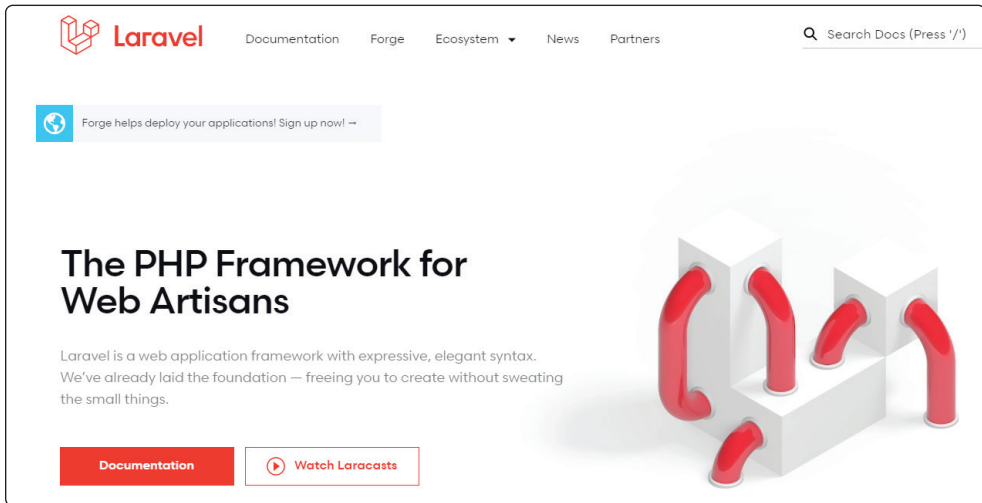 Laravel
Documentation
Forge
Ecosystem
News
Partners
Search Docs (Press '/')
Forge helps deploy your applications! Sign up now! →
The PHP Framework for
Web Artisans
Laravel is a web application framework with expressive, elegant syntax.
We've already laid the foundation — freeing you to create without sweating
the small things.
Documentation
Watch Laracasts